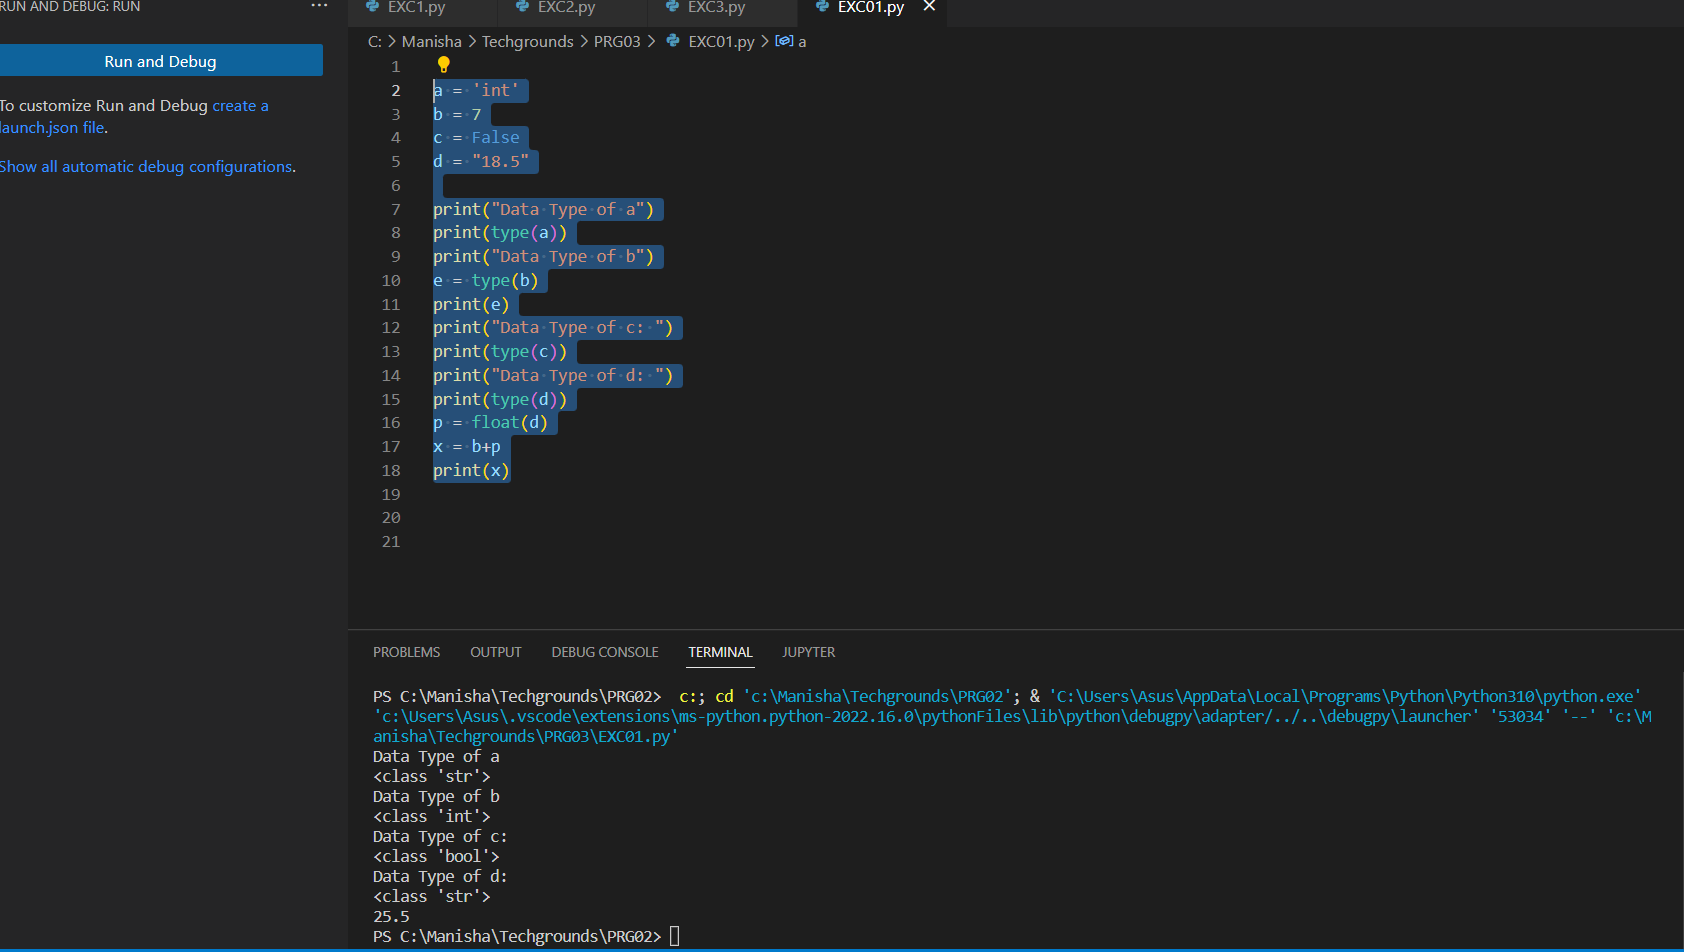 RUN AND DEBUG: RUN ···
EXC1.py EXC2.py EXC3.py EXC01.py
C: > Manisha > Techgrounds > PRG03 > EXC01.py > a
Run and Debug
To customize Run and Debug create a
launch.json file.
Show all automatic debug configurations.
1
2 a = 'int'
3 b = 7
4 c = False
5 d = "18.5"
6
7 print("Data Type of a")
8 print(type(a))
9 print("Data Type of b")
10 e = type(b)
11 print(e)
12 print("Data Type of c: ")
13 print(type(c))
14 print("Data Type of d: ")
15 print(type(d))
16 p = float(d)
17 x = b+p
18 print(x)
19
20
21
PROBLEMS OUTPUT DEBUG CONSOLE TERMINAL JUPYTER
PS C:\Manisha\Techgrounds\PRG02>  c:; cd 'c:\Manisha\Techgrounds\PRG02'; & 'C:\Users\Asus\AppData\Local\Programs\Python\Python310\python.exe'
'c:\Users\Asus\.vscode\extensions\ms-python.python-2022.16.0\pythonFiles\lib\python\debugpy\adapter/../..\debugpy\launcher' '53034' '--' 'c:\M
anisha\Techgrounds\PRG03\EXC01.py'
Data Type of a
<class 'str'>
Data Type of b
<class 'int'>
Data Type of c:
<class 'bool'>
Data Type of d:
<class 'str'>
25.5
PS C:\Manisha\Techgrounds\PRG02>